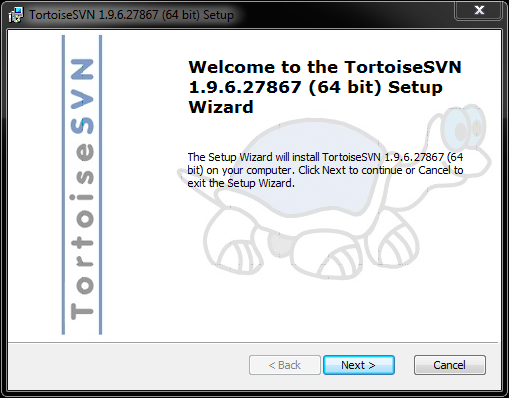 TortoiseSVN 1.9.6.27867 (64 bit) Setup
X
TortoiseSVN
Welcome to the TortoiseSVN
1.9.6.27867 (64 bit) Setup
Wizard
The Setup Wizard will install TortoiseSVN 1.9.6.27867 (64
bit) on your computer. Click Next to continue or Cancel to
exit the Setup Wizard.
< Back
Next >
Cancel